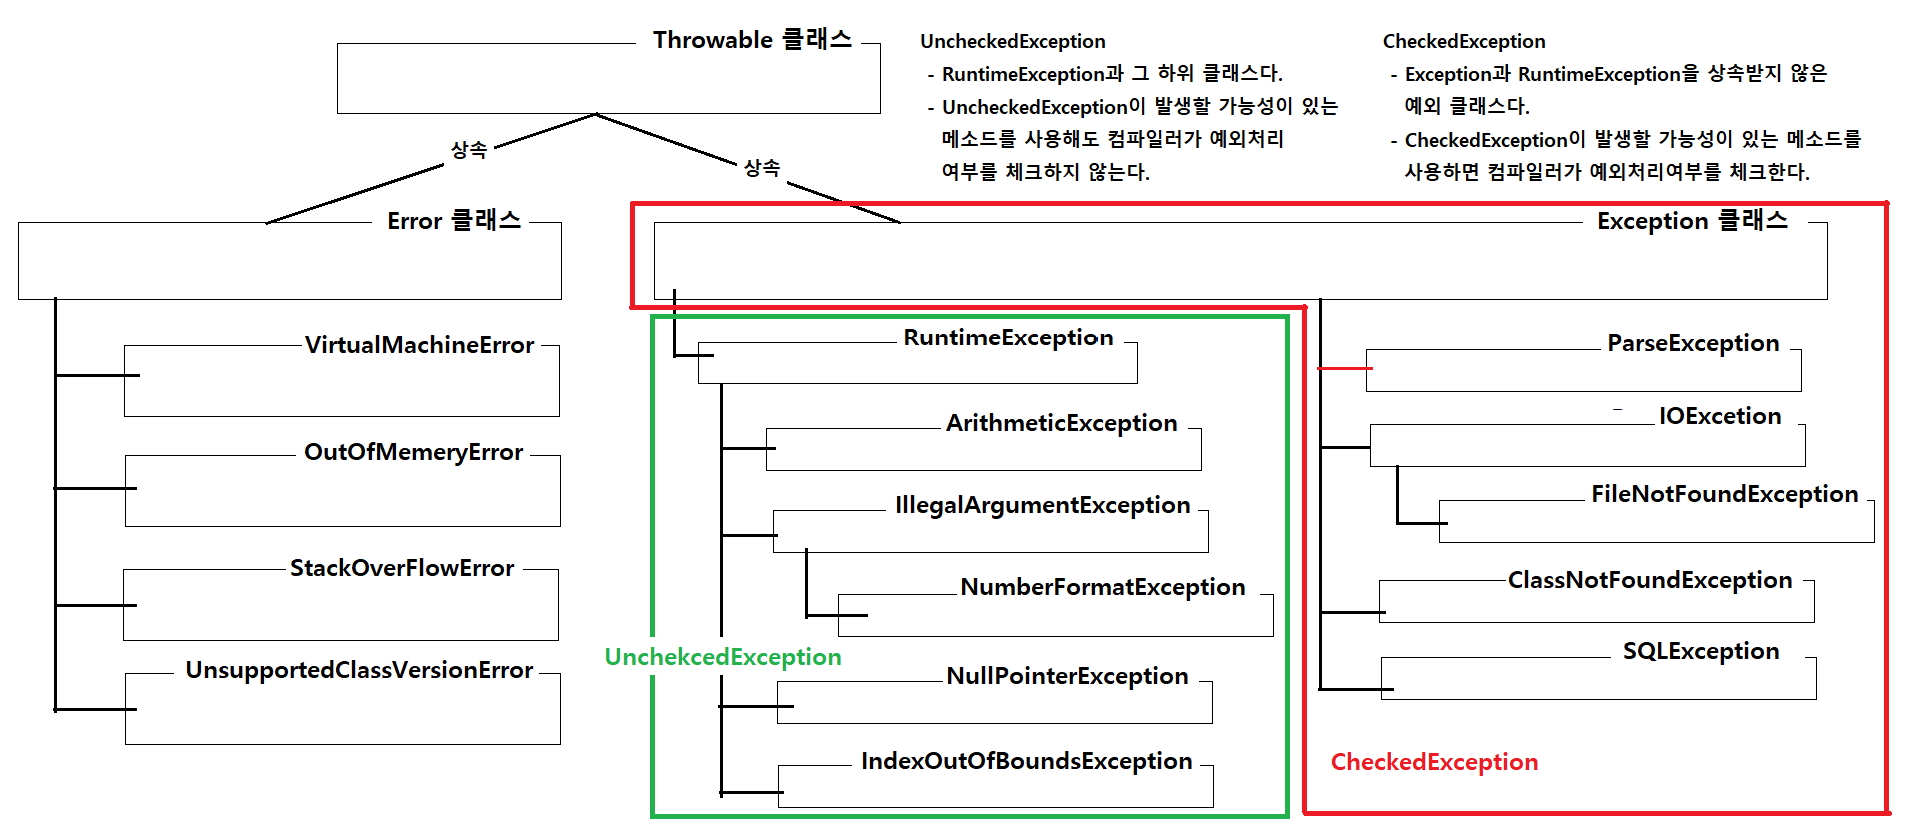 Throwable 클래스
UncheckedException
- RuntimeException과 그 하위 클래스다.
- UncheckedException이 발생할 가능성이 있는
메소드를 사용해도 컴파일러가 예외처리
여부를 체크하지 않는다.
CheckedException
- Exception과 RuntimeException을 상속받지 않은
예외 클래스다.
- CheckedException이 발생할 가능성이 있는 메소드를
사용하면 컴파일러가 예외처리여부를 체크한다.
상속
상속
Error 클래스
Exception 클래스
VirtualMachineError
OutOfMemeryError
StackOverFlowError
UnsupportedClassVersionError
RuntimeException
ArithmeticException
IllegalArgumentException
NumberFormatException
UnchekcedException
NullPointerException
IndexOutOfBoundsException
ParseException
IOExcetion
FileNotFoundException
ClassNotFoundException
SQLException
CheckedException